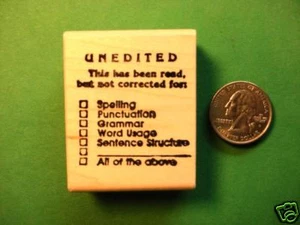 UNEDITED
This has been read,
but not corrected for:
Spelling
Punctuation
Grammar
Word Usage
Sentence Structure
All of the above